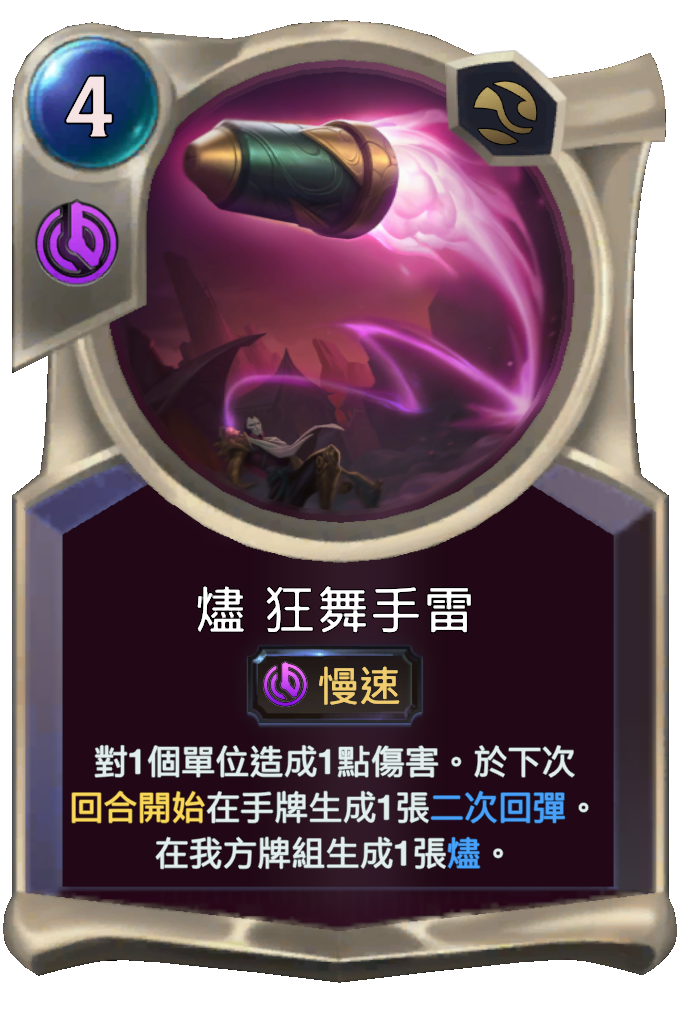 4
燼 狂舞手雷
慢速
對1個單位造成1點傷害。於下次
回合開始在手牌生成1張二次回彈。
在我方牌組生成1張燼。